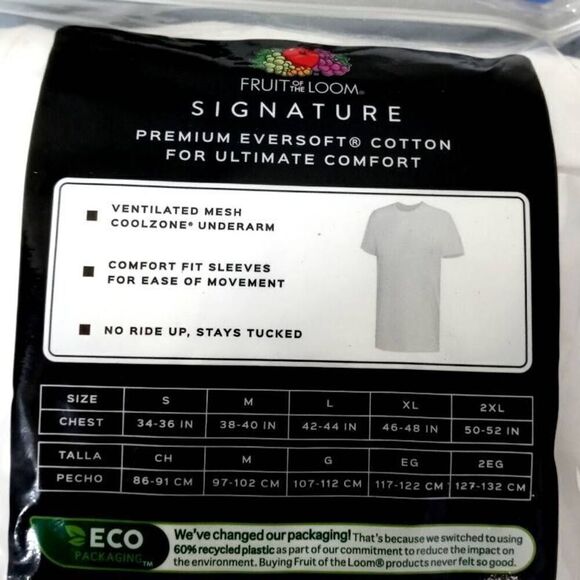 FRUIT OF THE LOOM®
SIGNATURE
PREMIUM EVERSOFT® COTTON
FOR ULTIMATE COMFORT
VENTILATED MESH
COOLZONE® UNDERARM
COMFORT FIT SLEEVES
FOR EASE OF MOVEMENT
NO RIDE UP, STAYS TUCKED
SIZE S M L XL 2XL
CHEST 34-36 IN 38-40 IN 42-44 IN 46-48 IN 50-52 IN
TALLA CH M G EG 2EG
PECHO 86-91 CM 97-102 CM 107-112 CM 117-122 CM 127-132 CM
ECO
PACKAGING™
We've changed our packaging! That's because we switched to using
60% recycled plastic as part of our commitment to reduce the impact on
the environment. Buying Fruit of the Loom® products never felt so good.